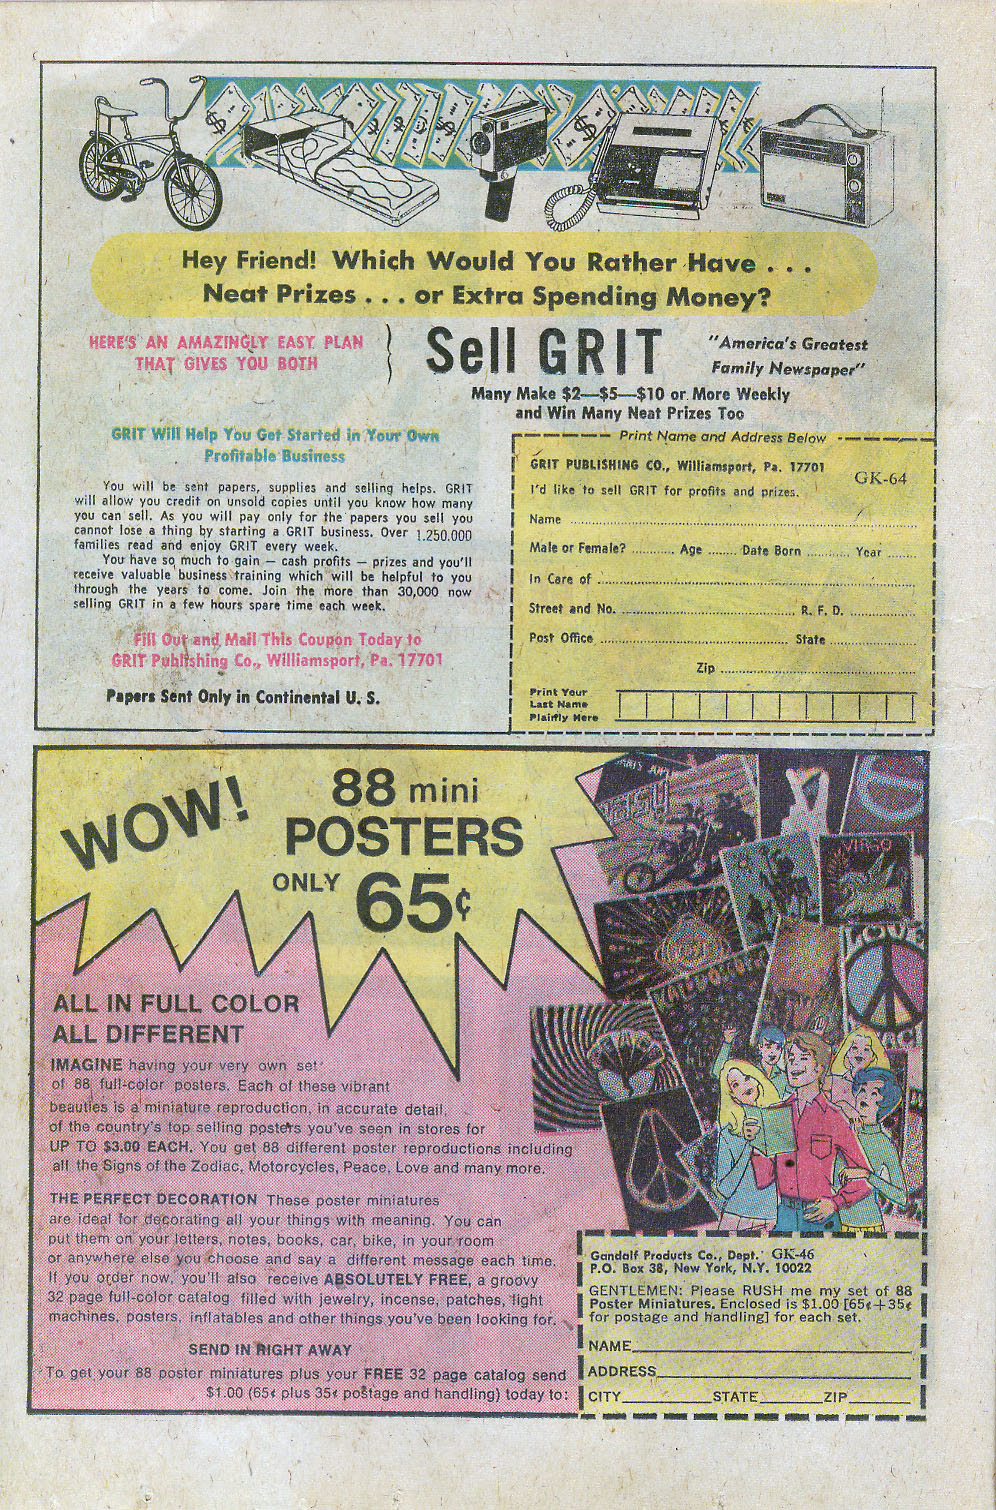 Hey Friend! Which Would You Rather Have . . .
Neat Prizes . . . or Extra Spending Money?
HERE'S AN AMAZINGLY EASY PLAN
THAT GIVES YOU BOTH
Sell GRIT
"America's Greatest
Family Newspaper"
Many Make $2—$5—$10 or More Weekly
and Win Many Neat Prizes Too
GRIT Will Help You Get Started in Your Own
Profitable Business
You will be sent papers, supplies and selling helps. GRIT
will allow you credit on unsold copies until you know how many
you can sell. As you will pay only for the papers you sell you
cannot lose a thing by starting a GRIT business. Over 1,250,000
families read and enjoy GRIT every week.
You have so much to gain — cash profits — prizes and you'll
receive valuable business training which will be helpful to you
through the years to come. Join the more than 30,000 now
selling GRIT in a few hours spare time each week.
Fill Out and Mail This Coupon Today to
GRIT Publishing Co., Williamsport, Pa. 17701
Papers Sent Only in Continental U. S.
Print Name and Address Below
GRIT PUBLISHING CO., Williamsport, Pa. 17701
GK-64
I'd like to sell GRIT for profits and prizes.
Name
Male or Female? Age Date Born Year
In Care of
Street and No. R. F. D.
Post Office State
Zip
Print Your
Last Name
Plainly Here
WOW!
88 mini
POSTERS
ONLY 65¢
VIRGO
LOVE
ALL IN FULL COLOR
ALL DIFFERENT
IMAGINE having your very own set
of 88 full-color posters. Each of these vibrant
beauties is a miniature reproduction, in accurate detail,
of the country's top selling posters you've seen in stores for
UP TO $3.00 EACH. You get 88 different poster reproductions including
all the Signs of the Zodiac, Motorcycles, Peace, Love and many more.
THE PERFECT DECORATION These poster miniatures
are ideal for decorating all your things with meaning. You can
put them on your letters, notes, books, car, bike, in your room
or anywhere else you choose and say a different message each time.
If you order now, you'll also receive ABSOLUTELY FREE, a groovy
32 page full-color catalog filled with jewelry, incense, patches, light
machines, posters, inflatables and other things you've been looking for.
SEND IN RIGHT AWAY
To get your 88 poster miniatures plus your FREE 32 page catalog send
$1.00 (65¢ plus 35¢ postage and handling) today to:
Gandalf Products Co., Dept. GK-46
P.O. Box 38, New York, N.Y. 10022
GENTLEMEN: Please RUSH me my set of 88
Poster Miniatures. Enclosed is $1.00 [65¢+35¢
for postage and handling] for each set.
NAME
ADDRESS
CITY STATE ZIP